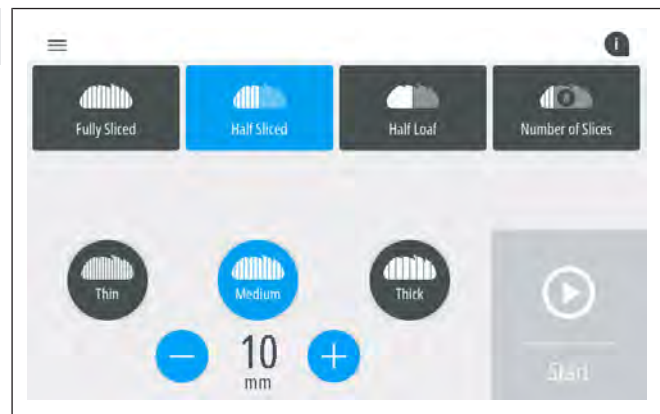 i
Fully Sliced
Half Sliced
Half Loaf
Number of Slices
Thin
Medium
Thick
10
mm
Start